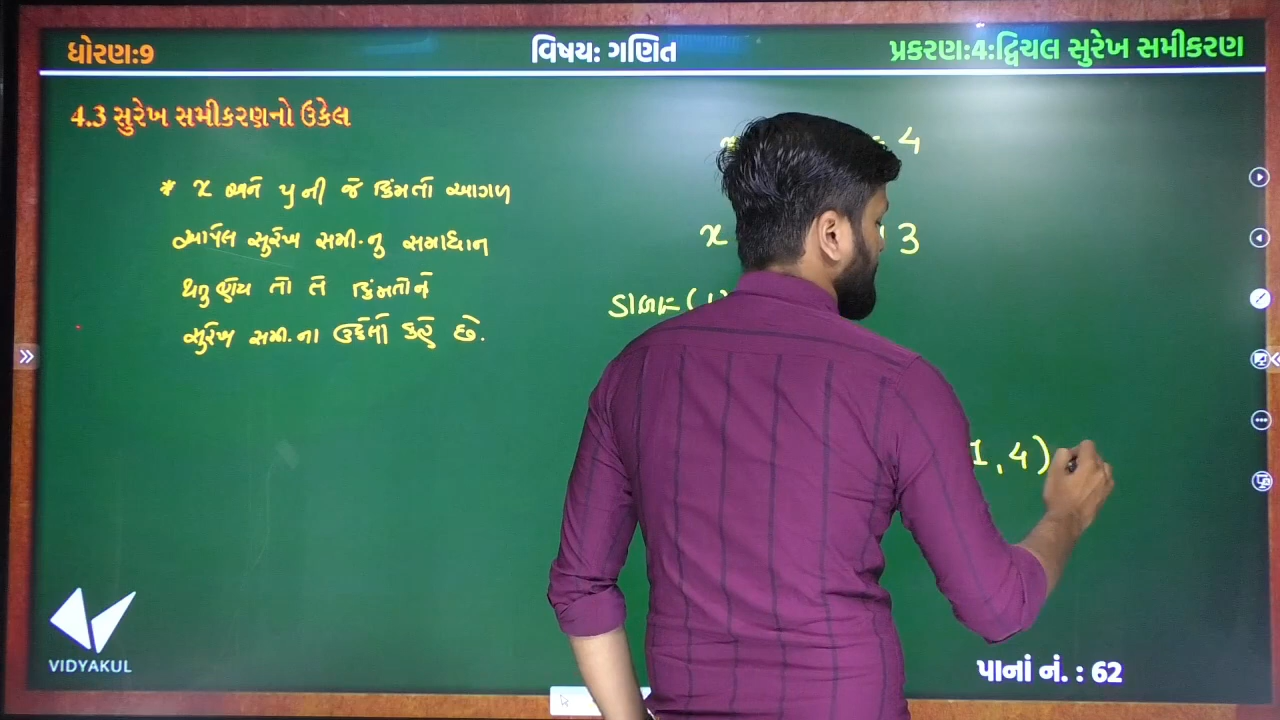 ધોરણ:9
વિષય: ગણિત
પ્રકરણ:4:દ્વિચલ સુરેખ સમીકરણ
4.3 સુરેખ સમીકરણનો ઉકેલ
* x અને y ની જે કિંમતો આગળ
આપેલ સુરેખ સમી.નુ સમાધાન
થતુ હોય તો તે કિંમતોને
સુરેખ સમી.ના ઉકેલો કહે છે.
= 4
x 3
ડાબા=(1)
1, 4)
VIDYAKUL
પાનાં નં. : 62